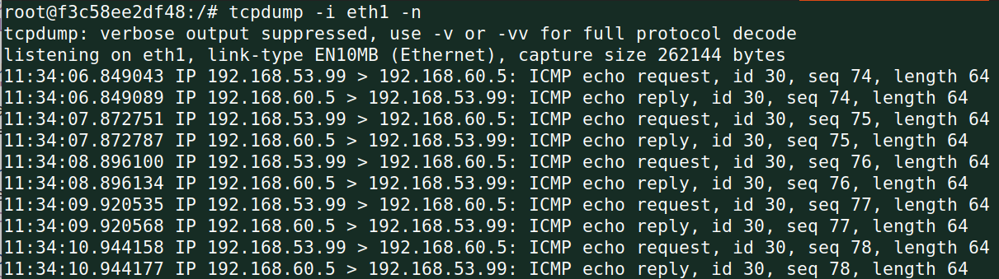 root@f3c58ee2df48:/# tcpdump -i eth1 -n
tcpdump: verbose output suppressed, use -v or -vv for full protocol decode
listening on eth1, link-type EN10MB (Ethernet), capture size 262144 bytes
11:34:06.849043 IP 192.168.53.99 > 192.168.60.5: ICMP echo request, id 30, seq 74, length 64
11:34:06.849089 IP 192.168.60.5 > 192.168.53.99: ICMP echo reply, id 30, seq 74, length 64
11:34:07.872751 IP 192.168.53.99 > 192.168.60.5: ICMP echo request, id 30, seq 75, length 64
11:34:07.872787 IP 192.168.60.5 > 192.168.53.99: ICMP echo reply, id 30, seq 75, length 64
11:34:08.896100 IP 192.168.53.99 > 192.168.60.5: ICMP echo request, id 30, seq 76, length 64
11:34:08.896134 IP 192.168.60.5 > 192.168.53.99: ICMP echo reply, id 30, seq 76, length 64
11:34:09.920535 IP 192.168.53.99 > 192.168.60.5: ICMP echo request, id 30, seq 77, length 64
11:34:09.920568 IP 192.168.60.5 > 192.168.53.99: ICMP echo reply, id 30, seq 77, length 64
11:34:10.944158 IP 192.168.53.99 > 192.168.60.5: ICMP echo request, id 30, seq 78, length 64
11:34:10.944177 IP 192.168.60.5 > 192.168.53.99: ICMP echo reply, id 30, seq 78, length 64